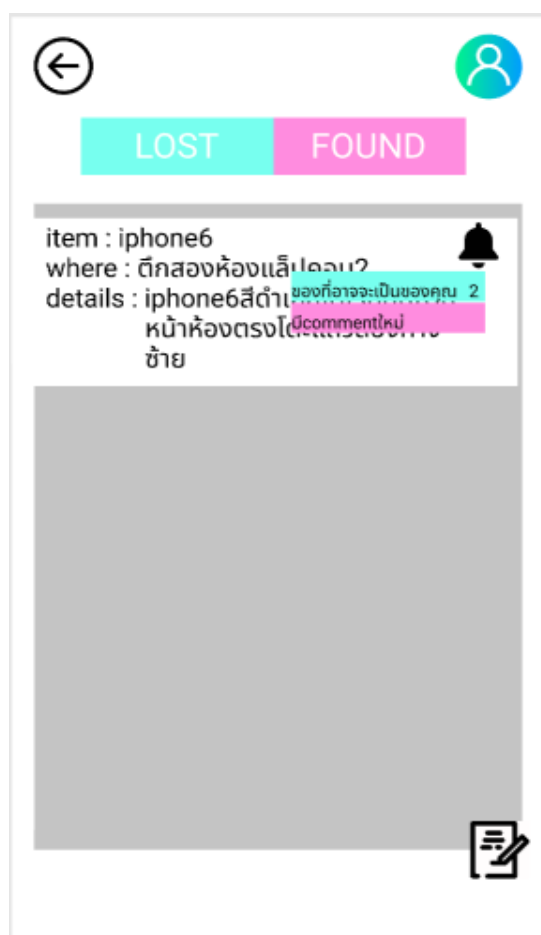 LOST FOUND
item : iphone6
where : ตึกสองห้องแล็ปคอม2
ของที่อาจจะเป็นของคุณ 2
details : iphone6สีดำ
มีcommentใหม่
หน้าห้องตรง
ซ้าย